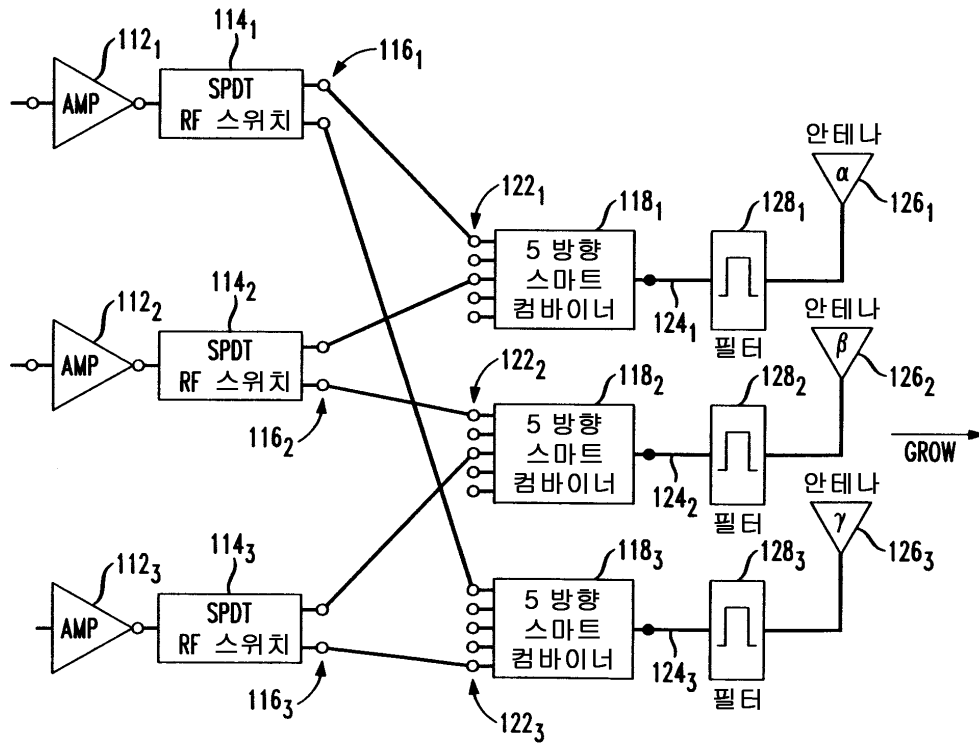 112₁
AMP
114₁
SPDT
RF 스위치
116₁
112₂
AMP
114₂
SPDT
RF 스위치
116₂
112₃
AMP
114₃
SPDT
RF 스위치
116₃
122₁
118₁
5 방향
스마트
컴바이너
124₁
128₁
필터
안테나
α
126₁
122₂
118₂
5 방향
스마트
컴바이너
124₂
128₂
필터
안테나
β
126₂
GROW
122₃
118₃
5 방향
스마트
컴바이너
124₃
128₃
필터
안테나
γ
126₃